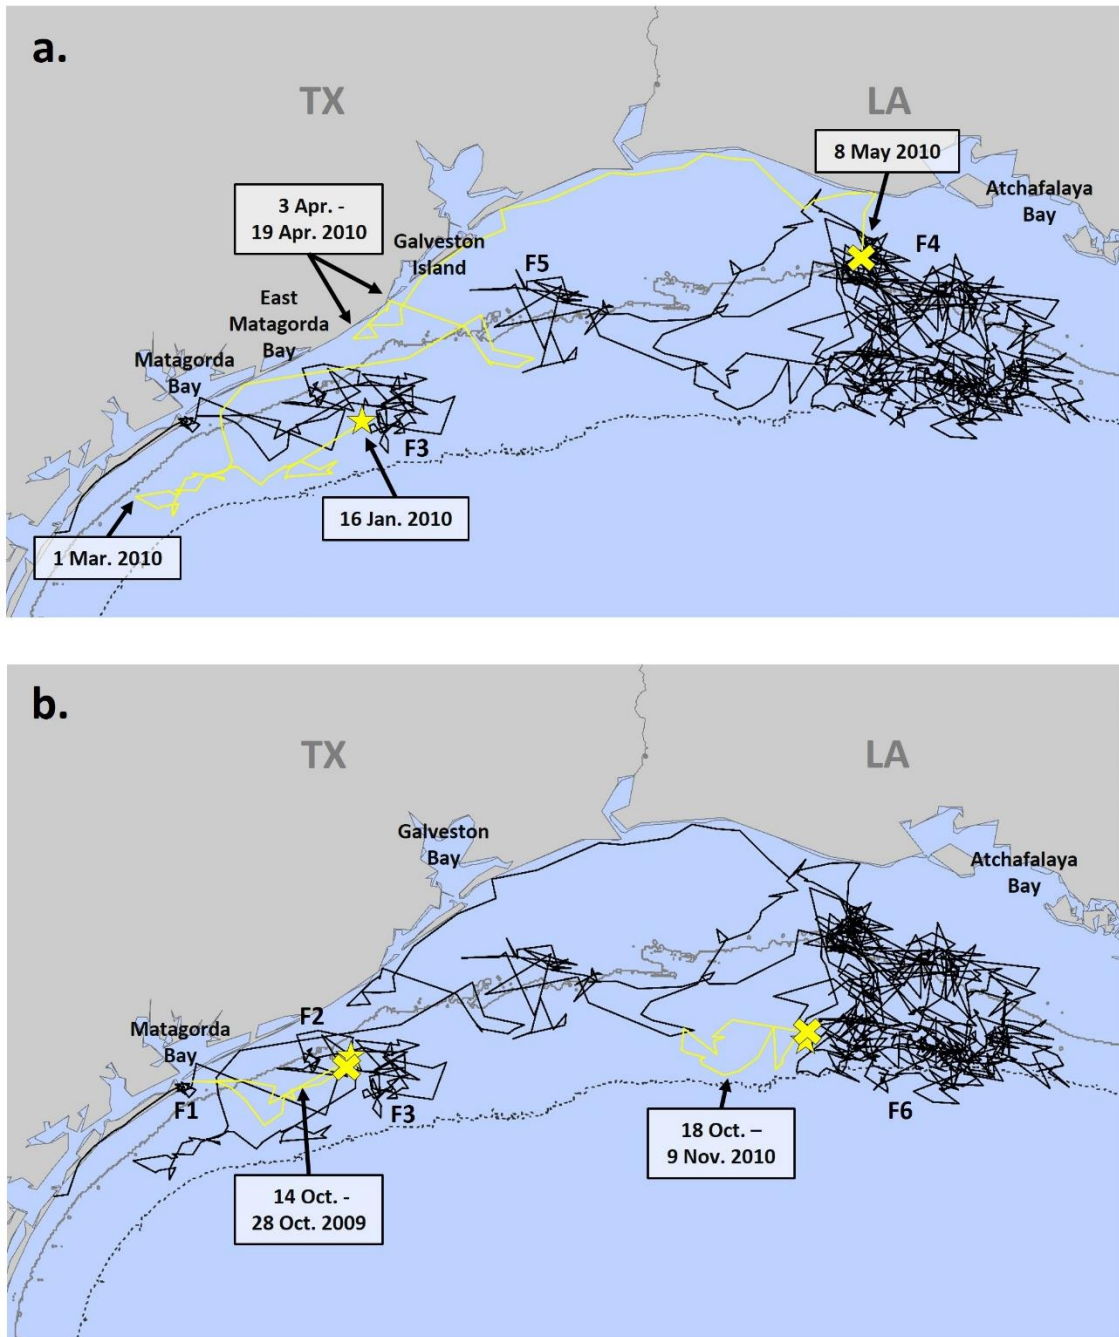 a.
TX
LA
8 May 2010
3 Apr. -
19 Apr. 2010
Atchafalaya
Bay
Galveston
Island
F5
F4
East
Matagorda
Bay
Matagorda
Bay
F3
16 Jan. 2010
1 Mar. 2010
b.
TX
LA
Galveston
Bay
Atchafalaya
Bay
F2
Matagorda
Bay
F1
F3
F6
18 Oct. –
9 Nov. 2010
14 Oct. -
28 Oct. 2009